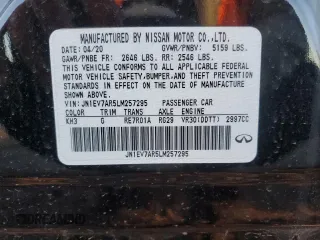 MANUFACTURED BY NISSAN MOTOR CO.,LTD.
DATE 04/20 GVWR/PNBV: 5159 LBS
GAWR/PNBE FR: 2646 LBS. RR: 2546 LBS.
THIS VEHICLE CONFORMS TO ALL APPLICABLE FEDERAL
MOTOR VEHICLE SAFETY,BUMPER,AND THEFT PREVENTION
STANDARDS IN EFFECT ON THE DATE OF MANUFACTURE
SHOWN ABOVE.
VIN:JN1EV7AR5LM257295 PASSENGER CAR
COLOR TRIM TRANS AXLE ENGINE
KH3 G RE7R01A RG29 VR30(DDTT) 2997CC
JN1EV7AR5LM257295
INFINITI